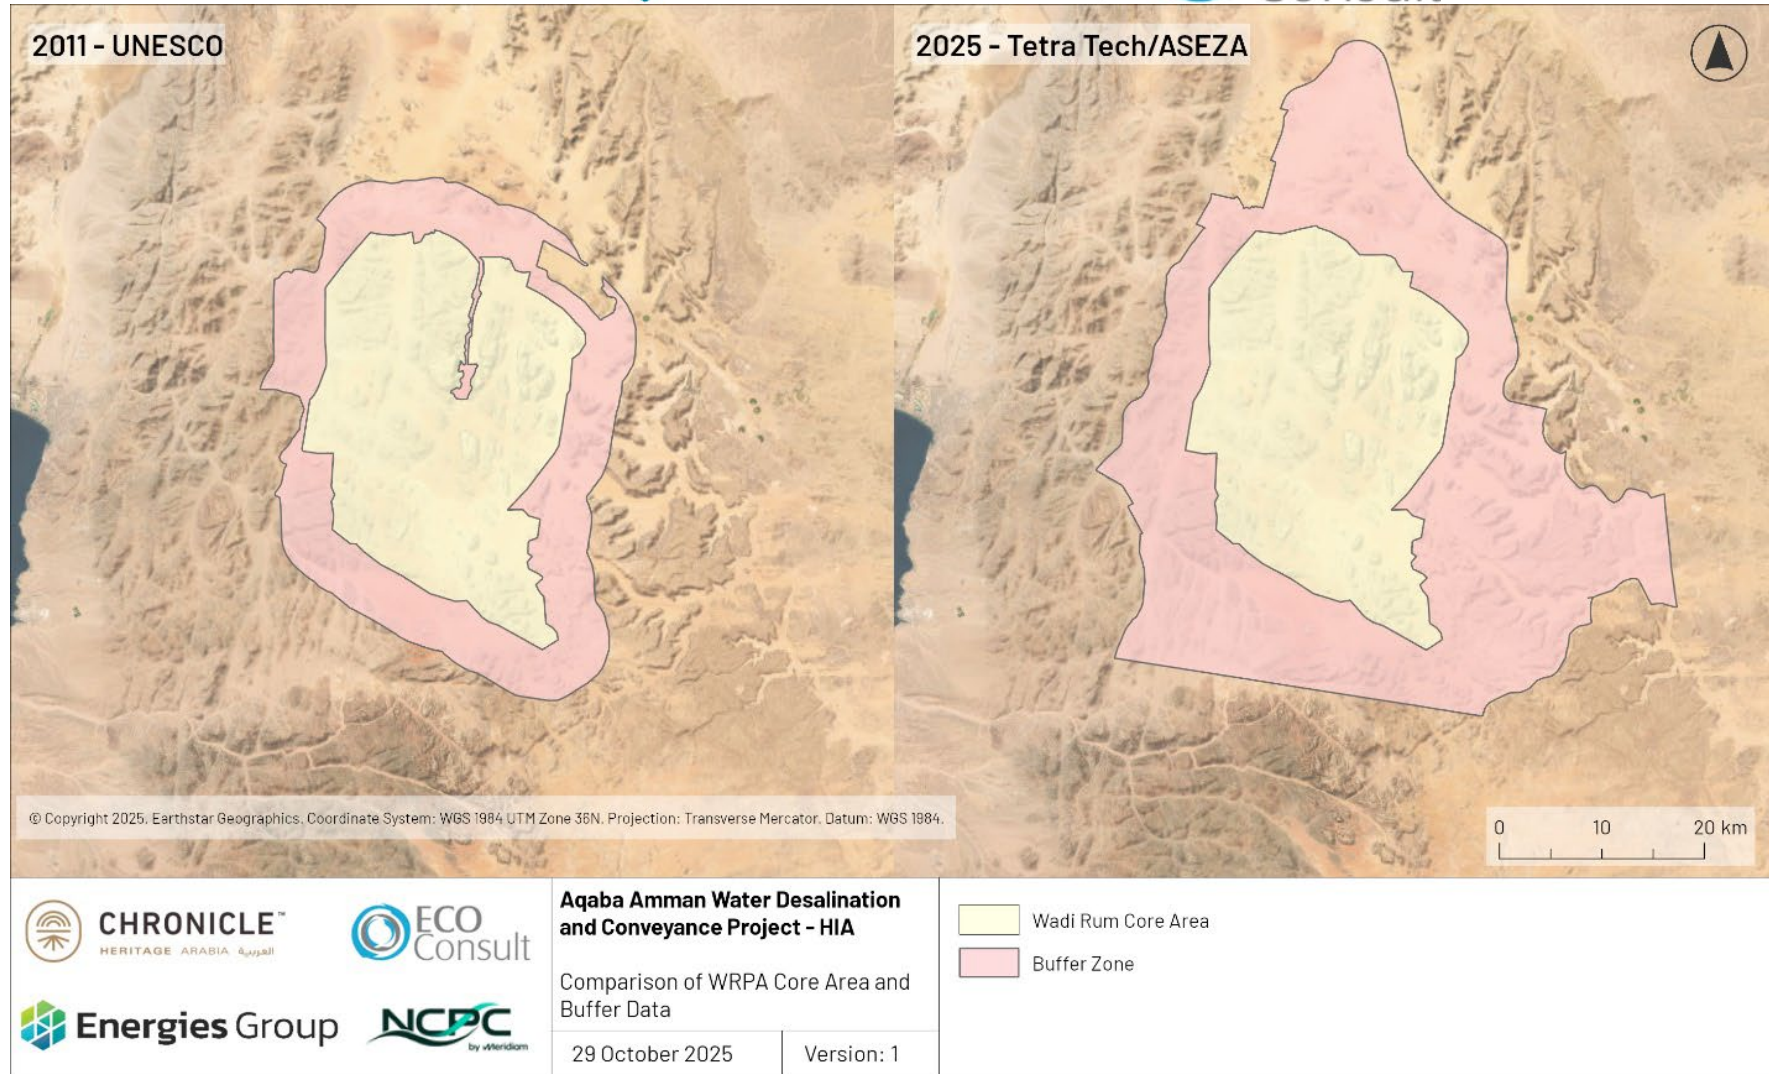 2011 - UNESCO
2025 - Tetra Tech/ASEZA
© Copyright 2025. Earthstar Geographics. Coordinate System: WGS 1984 UTM Zone 36N. Projection: Transverse Mercator. Datum: WGS 1984.
0 10 20 km
CHRONICLE™
HERITAGE ARABIA العربية
ECO
Consult
Energies Group
NCPC
by Meridiam
Aqaba Amman Water Desalination
and Conveyance Project - HIA
Comparison of WRPA Core Area and
Buffer Data
29 October 2025
Version: 1
Wadi Rum Core Area
Buffer Zone